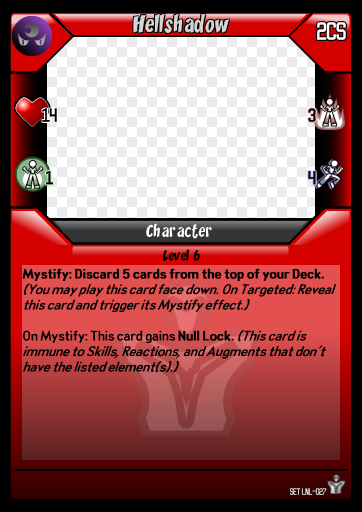 Hellshadow
2CS
14
3
1
4
Character
Level 6
Mystify: Discard 5 cards from the top of your Deck.
(You may play this card face down. On Targeted: Reveal
this card and trigger its Mystify effect.)
On Mystify: This card gains Null Lock. (This card is
immune to Skills, Reactions, and Augments that don't
have the listed element(s).)
SET LNL-027